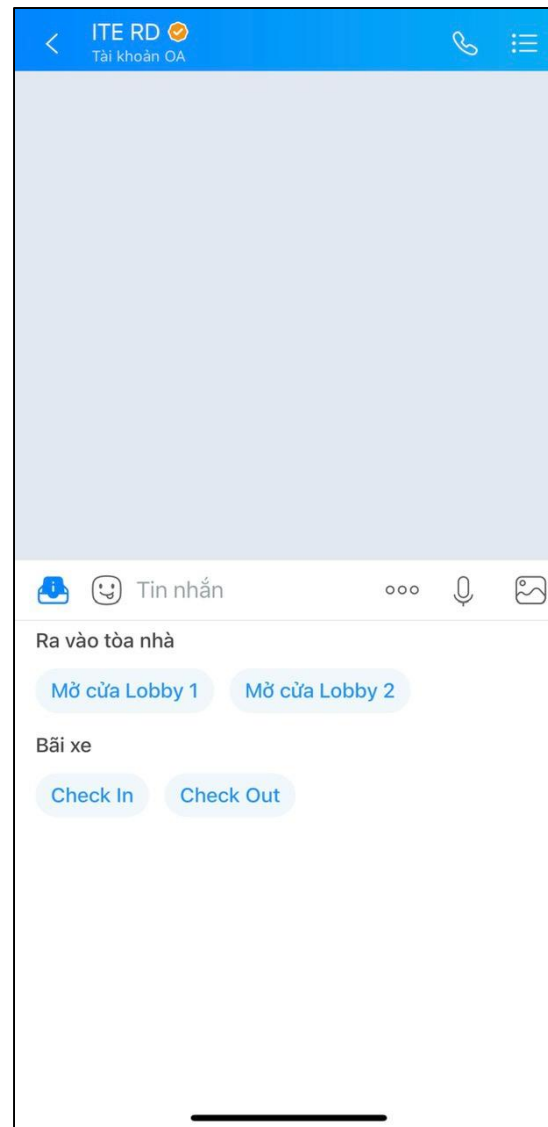 ITE RD
Tài khoản OA
Tin nhắn
Ra vào tòa nhà
Mở cửa Lobby 1 Mở cửa Lobby 2
Bãi xe
Check In Check Out